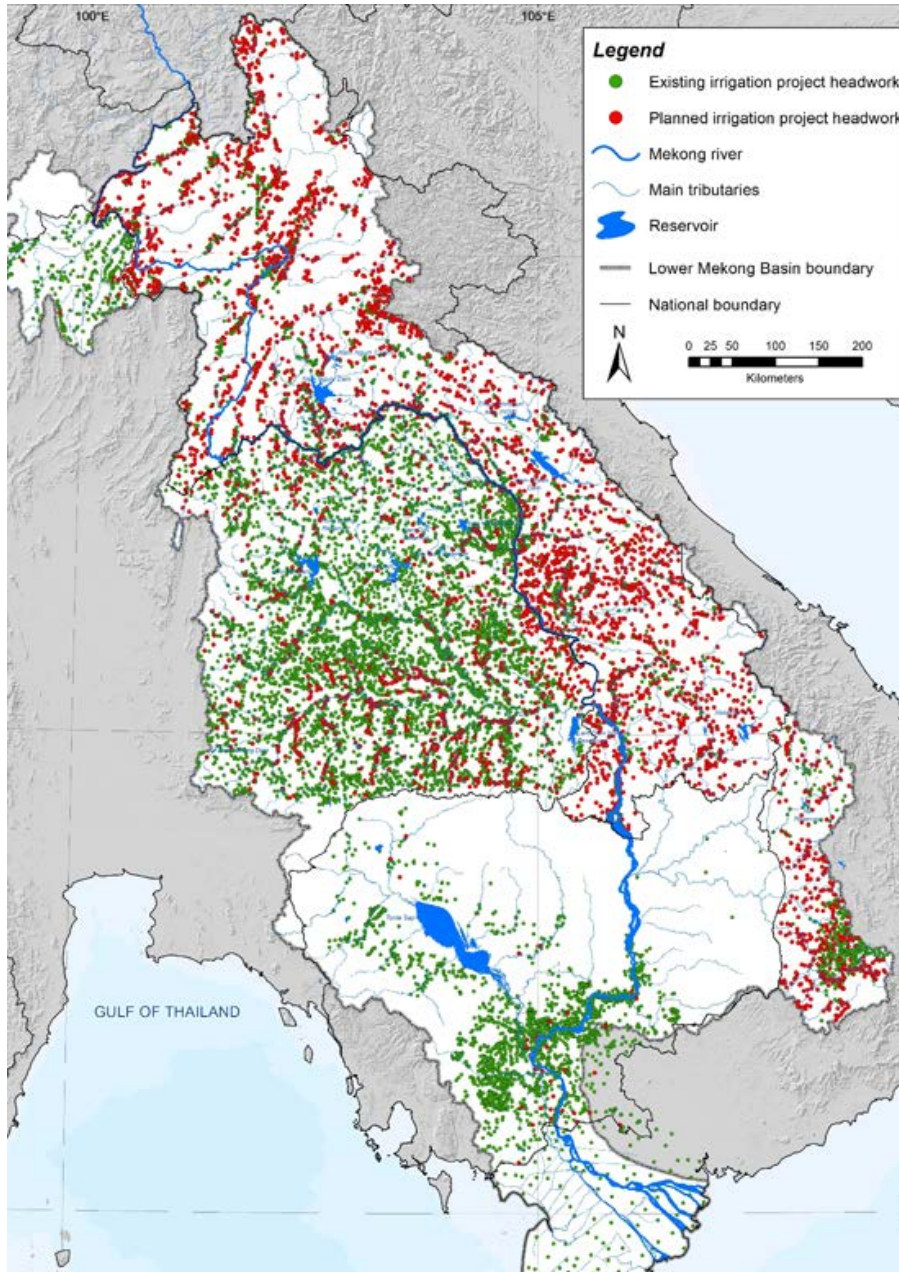 100°E
105°E
Legend
Existing irrigation project headwork
Planned irrigation project headwork
Mekong river
Main tributaries
Reservoir
Lower Mekong Basin boundary
National boundary
N
0 25 50 100 150 200
Kilometers
GULF OF THAILAND